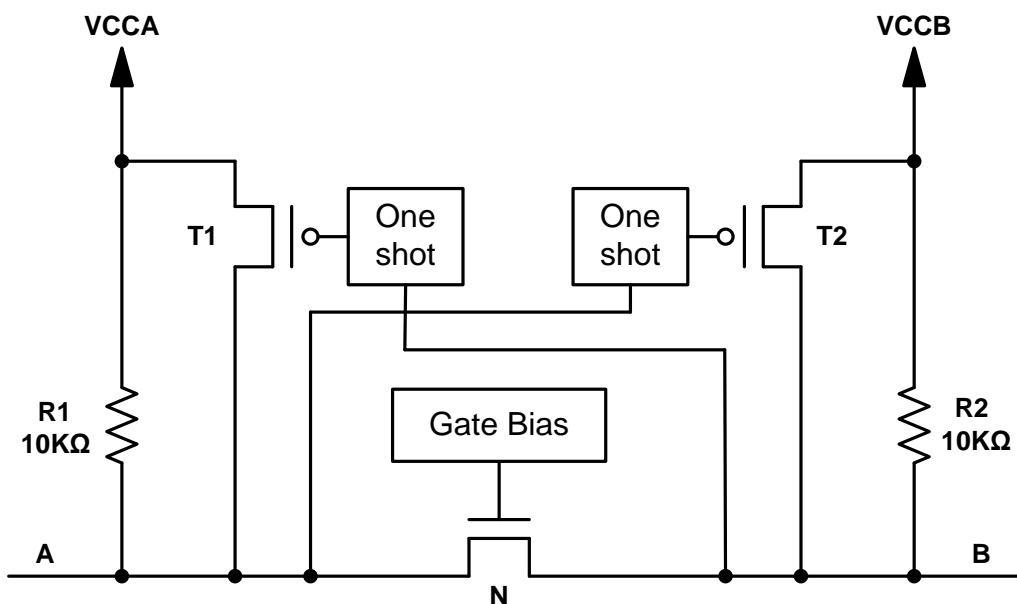 VCCA
VCCB
T1
One
shot
One
shot
T2
R1
10KΩ
Gate Bias
R2
10KΩ
A
B
N